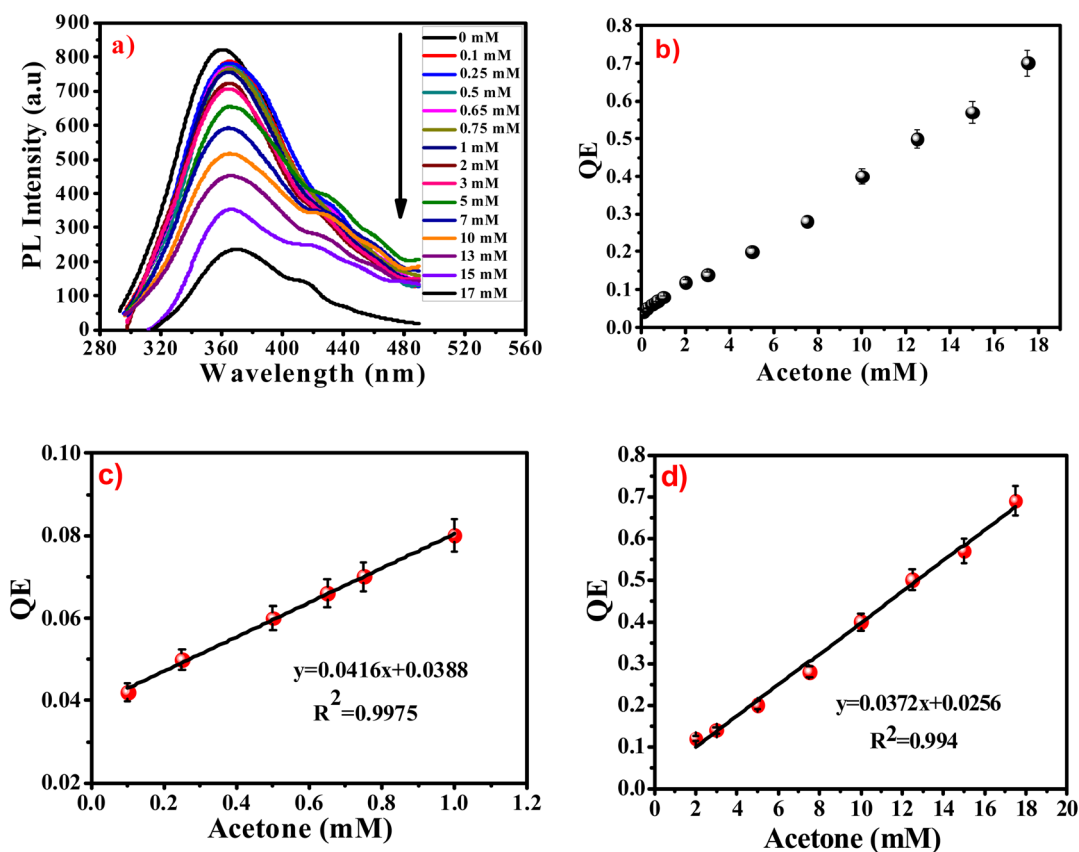 a)
PL Intensity (a.u)
900
800
700
600
500
400
300
200
100
0
280 320 360 400 440 480 520 560
Wavelength (nm)
0 mM
0.1 mM
0.25 mM
0.5 mM
0.65 mM
0.75 mM
1 mM
2 mM
3 mM
5 mM
7 mM
10 mM
13 mM
15 mM
17 mM
b)
QE
0.8
0.7
0.6
0.5
0.4
0.3
0.2
0.1
0.0
2 4 6 8 10 12 14 16 18
Acetone (mM)
c)
QE
0.10
0.08
0.06
0.04
0.02
y=0.0416x+0.0388
R²=0.9975
0.0 0.2 0.4 0.6 0.8 1.0 1.2
Acetone (mM)
d)
QE
0.8
0.7
0.6
0.5
0.4
0.3
0.2
0.1
0.0
y=0.0372x+0.0256
R²=0.994
0 2 4 6 8 10 12 14 16 18 20
Acetone (mM)